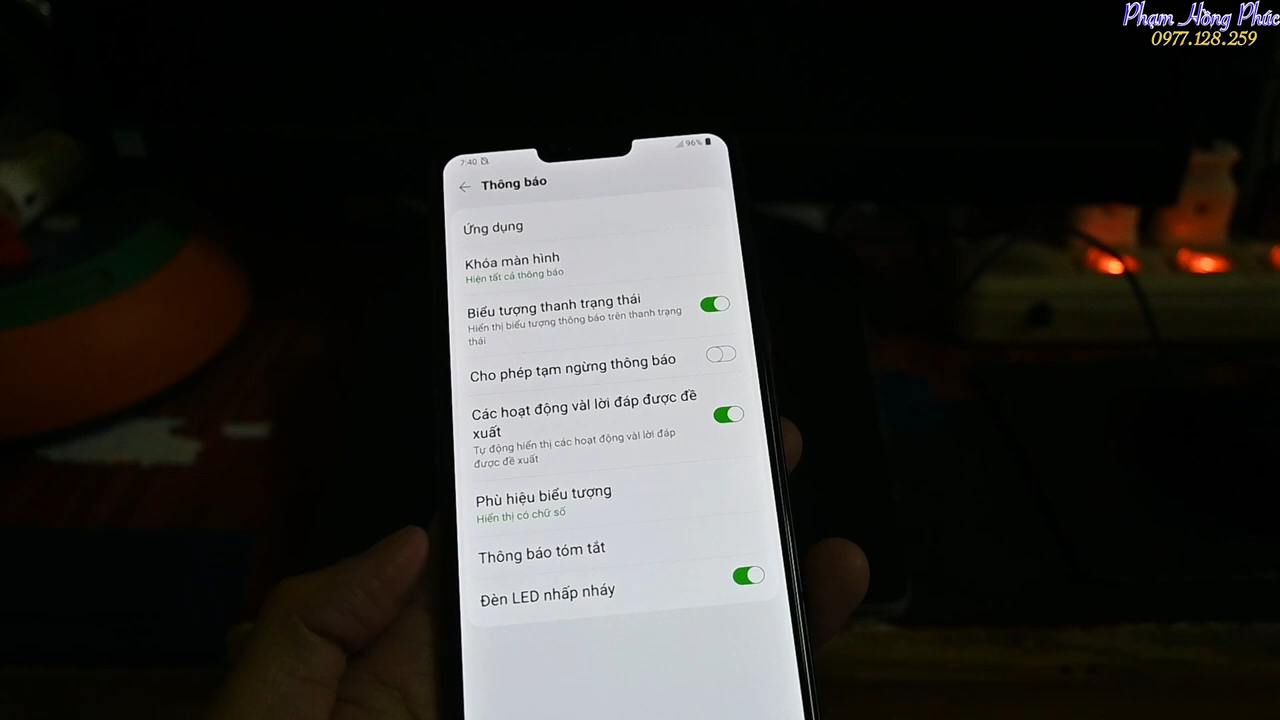 Phạm Hồng Phúc
0977.128.259
7:40
96%
Thông báo
Ứng dụng
Khóa màn hình
Hiện tất cả thông báo
Biểu tượng thanh trạng thái
Hiển thị biểu tượng thông báo trên thanh trạng
thái
Cho phép tạm ngừng thông báo
Các hoạt động vàl lời đáp được đề
xuất
Tự động hiển thị các hoạt động vàl lời đáp
được đề xuất
Phù hiệu biểu tượng
Hiển thị có chữ số
Thông báo tóm tắt
Đèn LED nhấp nháy